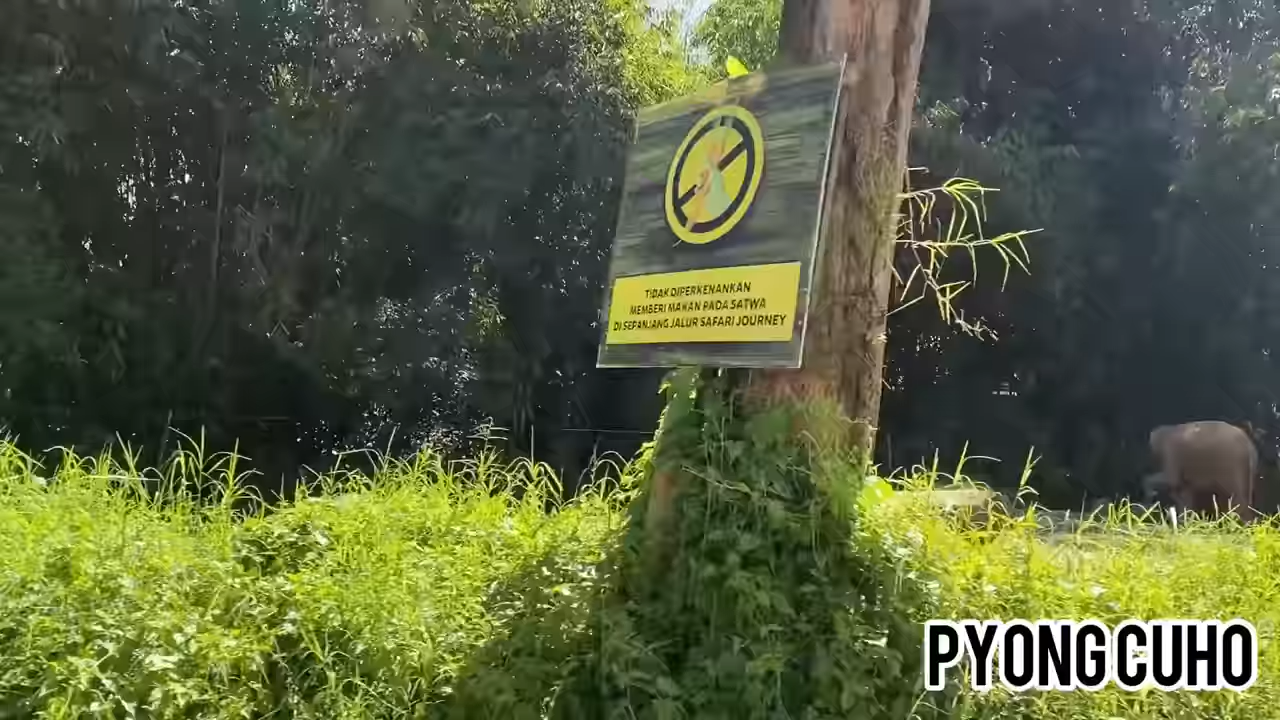 TIDAK DIPERKENANKAN
MEMBERI MAKAN PADA SATWA
DI SEPANJANG JALUR SAFARI JOURNEY
PYONG CUHO